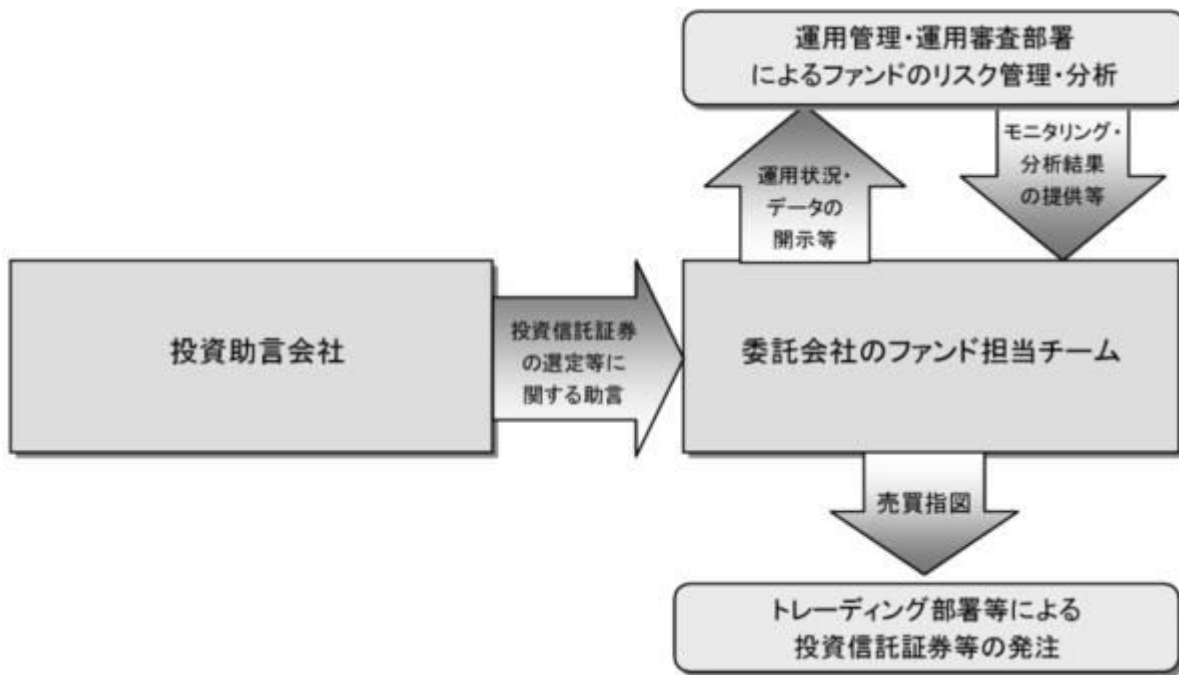 運用管理・運用審査部署
によるファンドのリスク管理・分析
運用状況・
データの
開示等
モニタリング・
分析結果
の提供等
投資助言会社
投資信託証券
の選定等に
関する助言
委託会社のファンド担当チーム
売買指図
トレーディング部署等による
投資信託証券等の発注